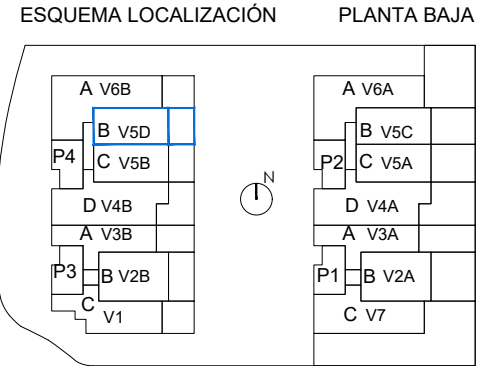 ESQUEMA LOCALIZACIÓN PLANTA BAJA
A V6B A V6A
B V5D B V5C
P4 C V5B P2 C V5A
N
D V4B D V4A
A V3B A V3A
P3 B V2B P1 B V2A
C V1 C V7